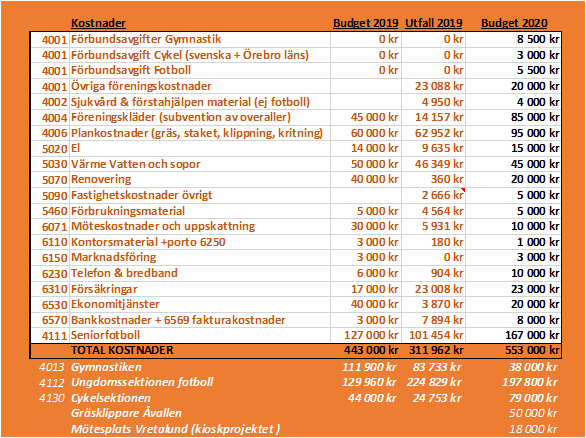 Kostnader Budget 2019 Utfall 2019 Budget 2020
4001 Förbundsavgifter Gymnastik 0 kr 0 kr 8 500 kr
4001 Förbundsavgift Cykel (svenska + Örebro läns) 0 kr 0 kr 3 000 kr
4001 Förbundsavgift Fotboll 0 kr 0 kr 5 500 kr
4001 Övriga föreningskostnader 23 088 kr 20 000 kr
4002 Sjukvård & förstahjälpen material (ej fotboll) 4 950 kr 4 000 kr
4004 Föreningskläder (subvention av overaller) 45 000 kr 14 157 kr 85 000 kr
4006 Plankostnader (gräs, staket, klippning, kritning) 60 000 kr 62 952 kr 95 000 kr
5020 El 14 000 kr 9 635 kr 15 000 kr
5030 Värme Vatten och sopor 50 000 kr 46 349 kr 45 000 kr
5070 Renovering 40 000 kr 360 kr 20 000 kr
5090 Fastighetskostnader övrigt 2 666 kr 5 000 kr
5460 Förbrukningsmaterial 5 000 kr 4 564 kr 5 000 kr
6071 Möteskostnader och uppskattning 30 000 kr 5 931 kr 10 000 kr
6110 Kontorsmaterial +porto 6250 3 000 kr 180 kr 1 000 kr
6150 Marknadsföring 3 000 kr 0 kr 3 000 kr
6230 Telefon & bredband 6 000 kr 904 kr 10 000 kr
6310 Försäkringar 17 000 kr 23 008 kr 23 000 kr
6530 Ekonomitjänster 40 000 kr 3 870 kr 20 000 kr
6570 Bankkostnader + 6569 fakturakostnader 3 000 kr 7 894 kr 8 000 kr
4111 Seniorfotboll 127 000 kr 101 454 kr 167 000 kr
TOTAL KOSTNADER 443 000 kr 311 962 kr 553 000 kr
4013 Gymnastiken 111 900 kr 83 733 kr 38 000 kr
4112 Ungdomssektionen fotboll 129 960 kr 224 829 kr 197 800 kr
4130 Cykelsektionen 44 000 kr 24 753 kr 79 000 kr
Gräsklippare Åvallen 50 000 kr
Mötesplats Vretalund (kioskprojektet ) 18 000 kr